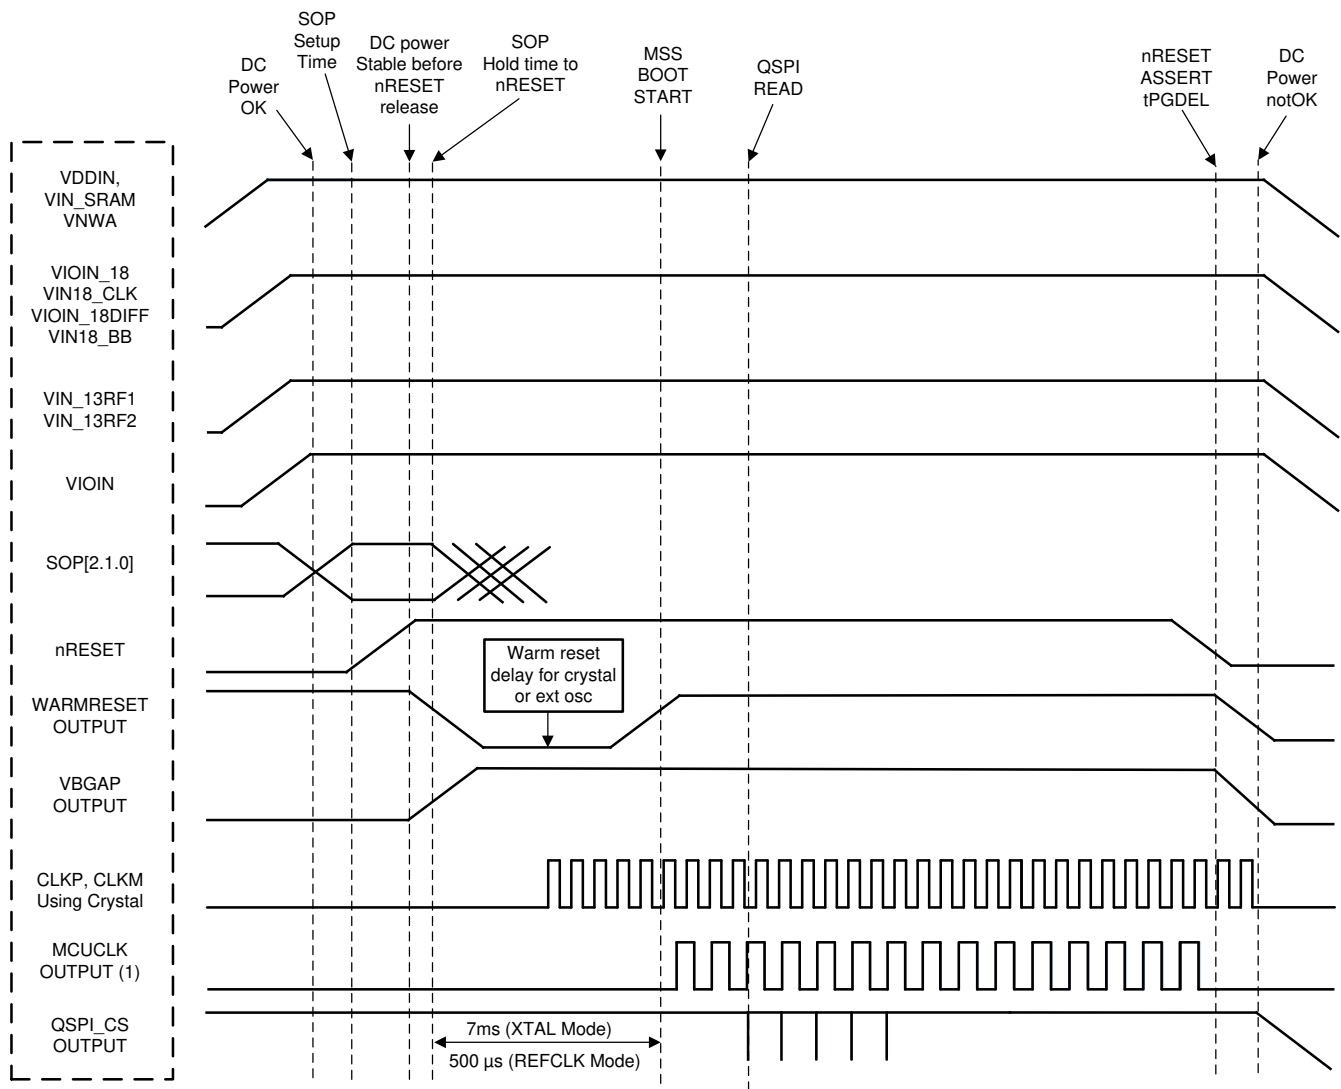 DC
Power
OK
SOP
Setup
Time
DC power
Stable before
nRESET
release
SOP
Hold time to
nRESET
MSS
BOOT
START
QSPI
READ
nRESET
ASSERT
tPGDEL
DC
Power
notOK
VDDIN,
VIN_SRAM
VNWA
VIOIN_18
VIN18_CLK
VIOIN_18DIFF
VIN18_BB
VIN_13RF1
VIN_13RF2
VIOIN
SOP[2.1.0]
nRESET
Warm reset
delay for crystal
or ext osc
WARMRESET
OUTPUT
VBGAP
OUTPUT
CLKP, CLKM
Using Crystal
MCUCLK
OUTPUT (1)
QSPI_CS
OUTPUT
7ms (XTAL Mode)
500 µs (REFCLK Mode)